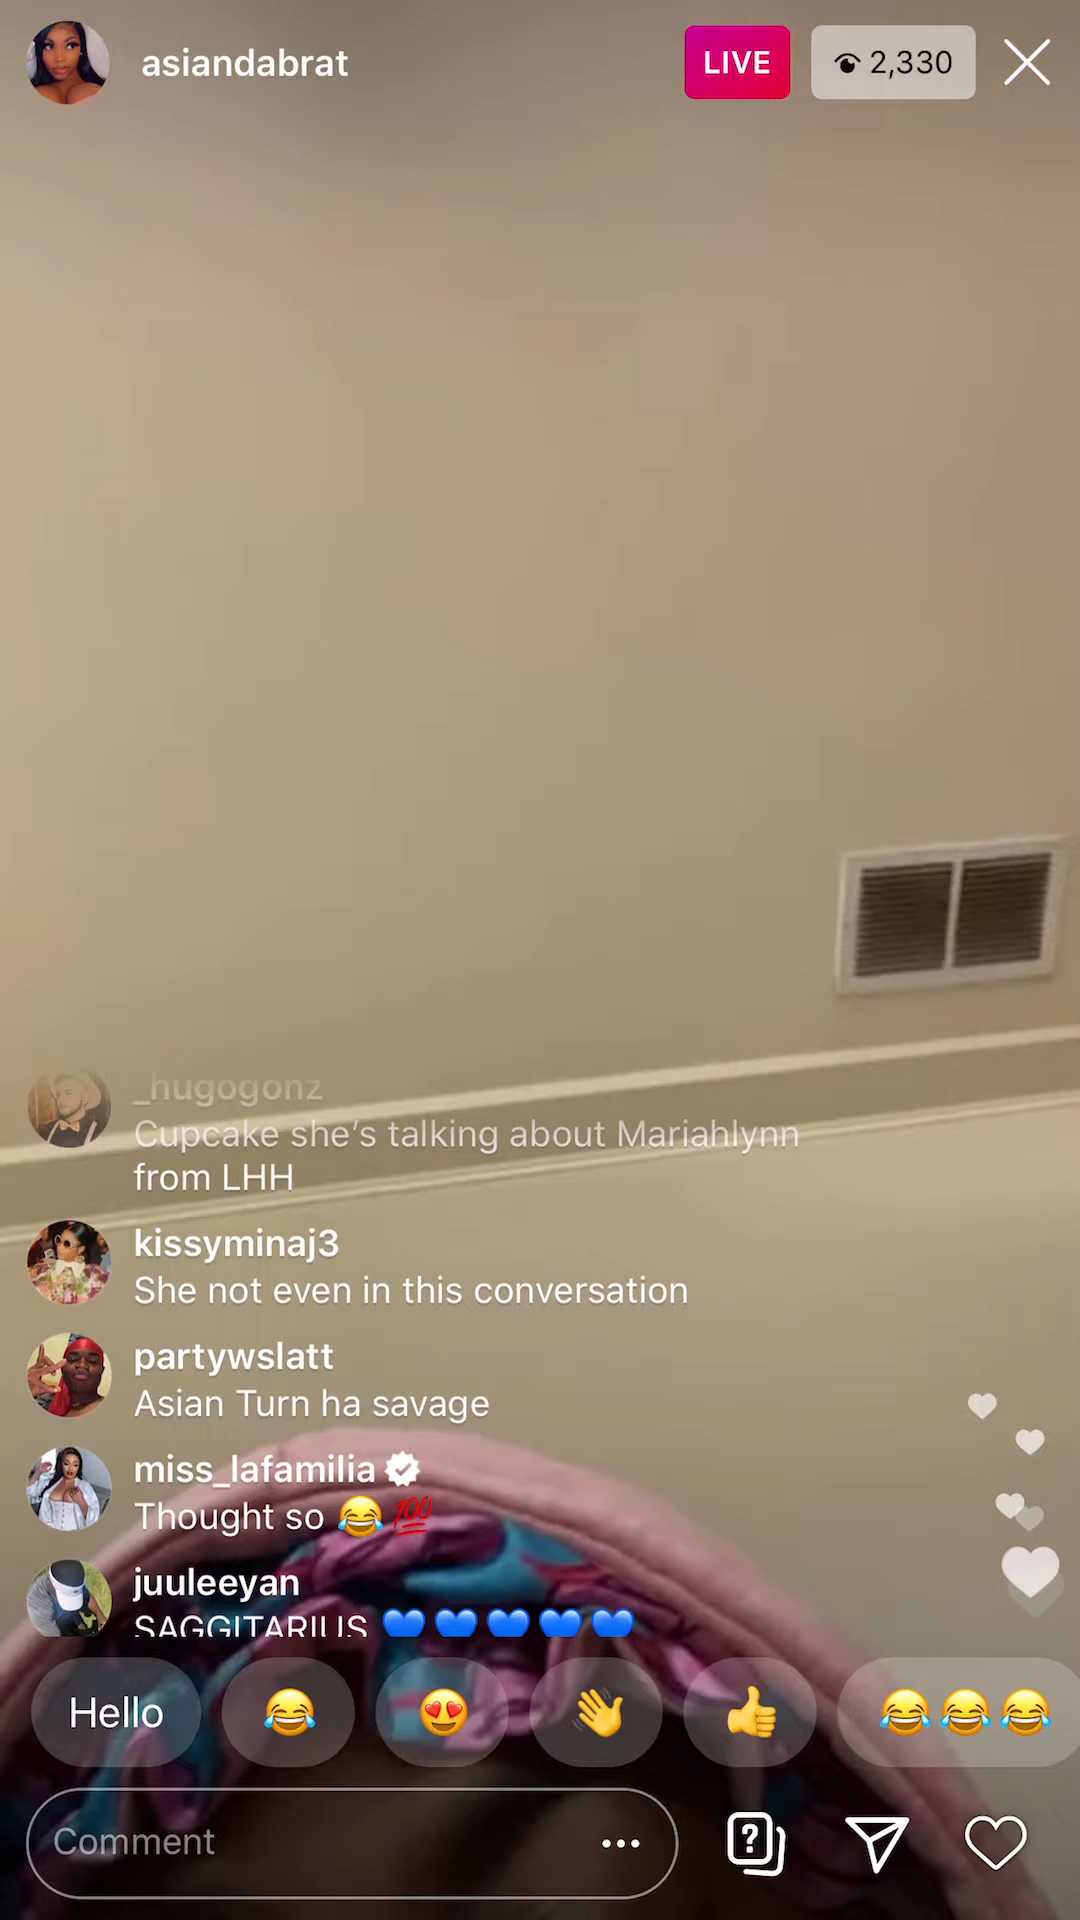 asiandabrat
LIVE
2,330
_hugogonz
Cupcake she’s talking about Mariahlynn
from LHH
kissyminaj3
She not even in this conversation
partywslatt
Asian Turn ha savage
miss_lafamilia
Thought so 😂 💯
juuleeyan
SAGGITARIUS 💙 💙 💙 💙 💙
Hello 😂 😍 👋 👍 😂 😂 😂
Comment